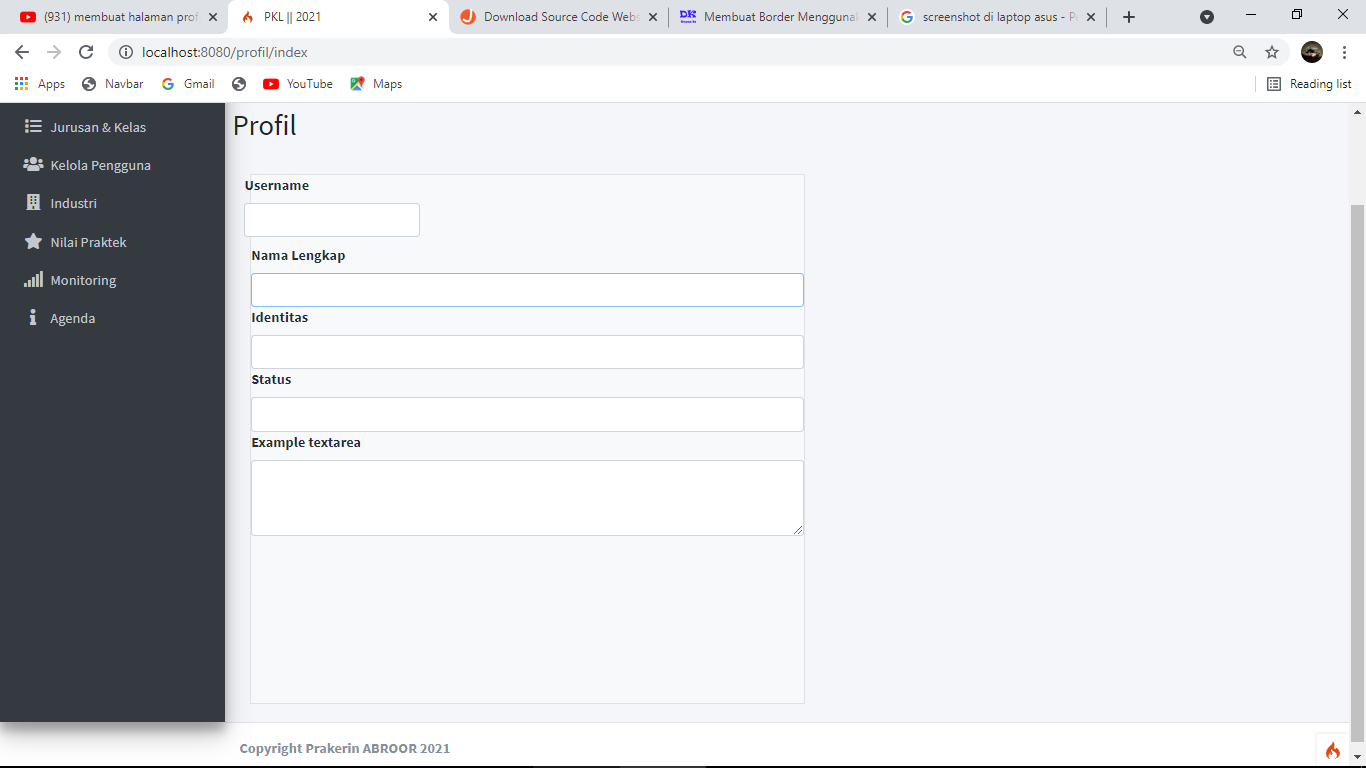 (931) membuat halaman prof
PKL || 2021
Download Source Code Webs
Membuat Border Mengguna
screenshot di laptop asus - P
localhost:8080/profil/index
Apps
Navbar
Gmail
YouTube
Maps
Reading list
Jurusan & Kelas
Kelola Pengguna
Industri
Nilai Praktek
Monitoring
Agenda
Profil
Username
Nama Lengkap
Identitas
Status
Example textarea
Copyright Prakerin ABROOR 2021